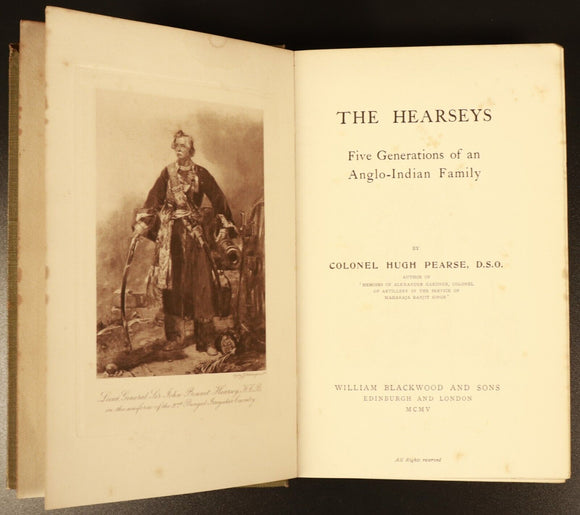 Lieut. General Sir John Bennet Hearsey, K.C.B.
in the uniform of the 2nd Bengal Irregular Cavalry
THE HEARSEYS
Five Generations of an
Anglo-Indian Family
BY
COLONEL HUGH PEARSE, D.S.O.
AUTHOR OF
'MEMOIRS OF ALEXANDER GARDNER, COLONEL
OF ARTILLERY IN THE SERVICE OF
MAHARAJA RANJIT SINGH'
WILLIAM BLACKWOOD AND SONS
EDINBURGH AND LONDON
MCMV
All Rights reserved